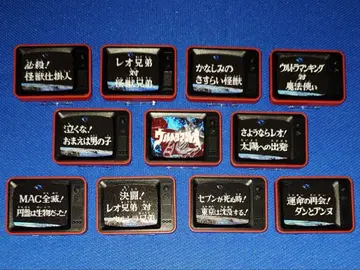 必殺!
怪獣仕掛人
レオ兄弟
対
怪獣兄弟
かなしみの
さすらい怪獣
ウルトラマンキング
対
魔法使い
泣くな!
おまえは男の子
ウルトラマンレオ
さようならレオ!
太陽への出発
MAC全滅!
円盤は生物だった!
決闘!
レオ兄弟 対
セブンが死ぬ時!
東京は沈没する!
運命の再会!
ダンとアンヌ